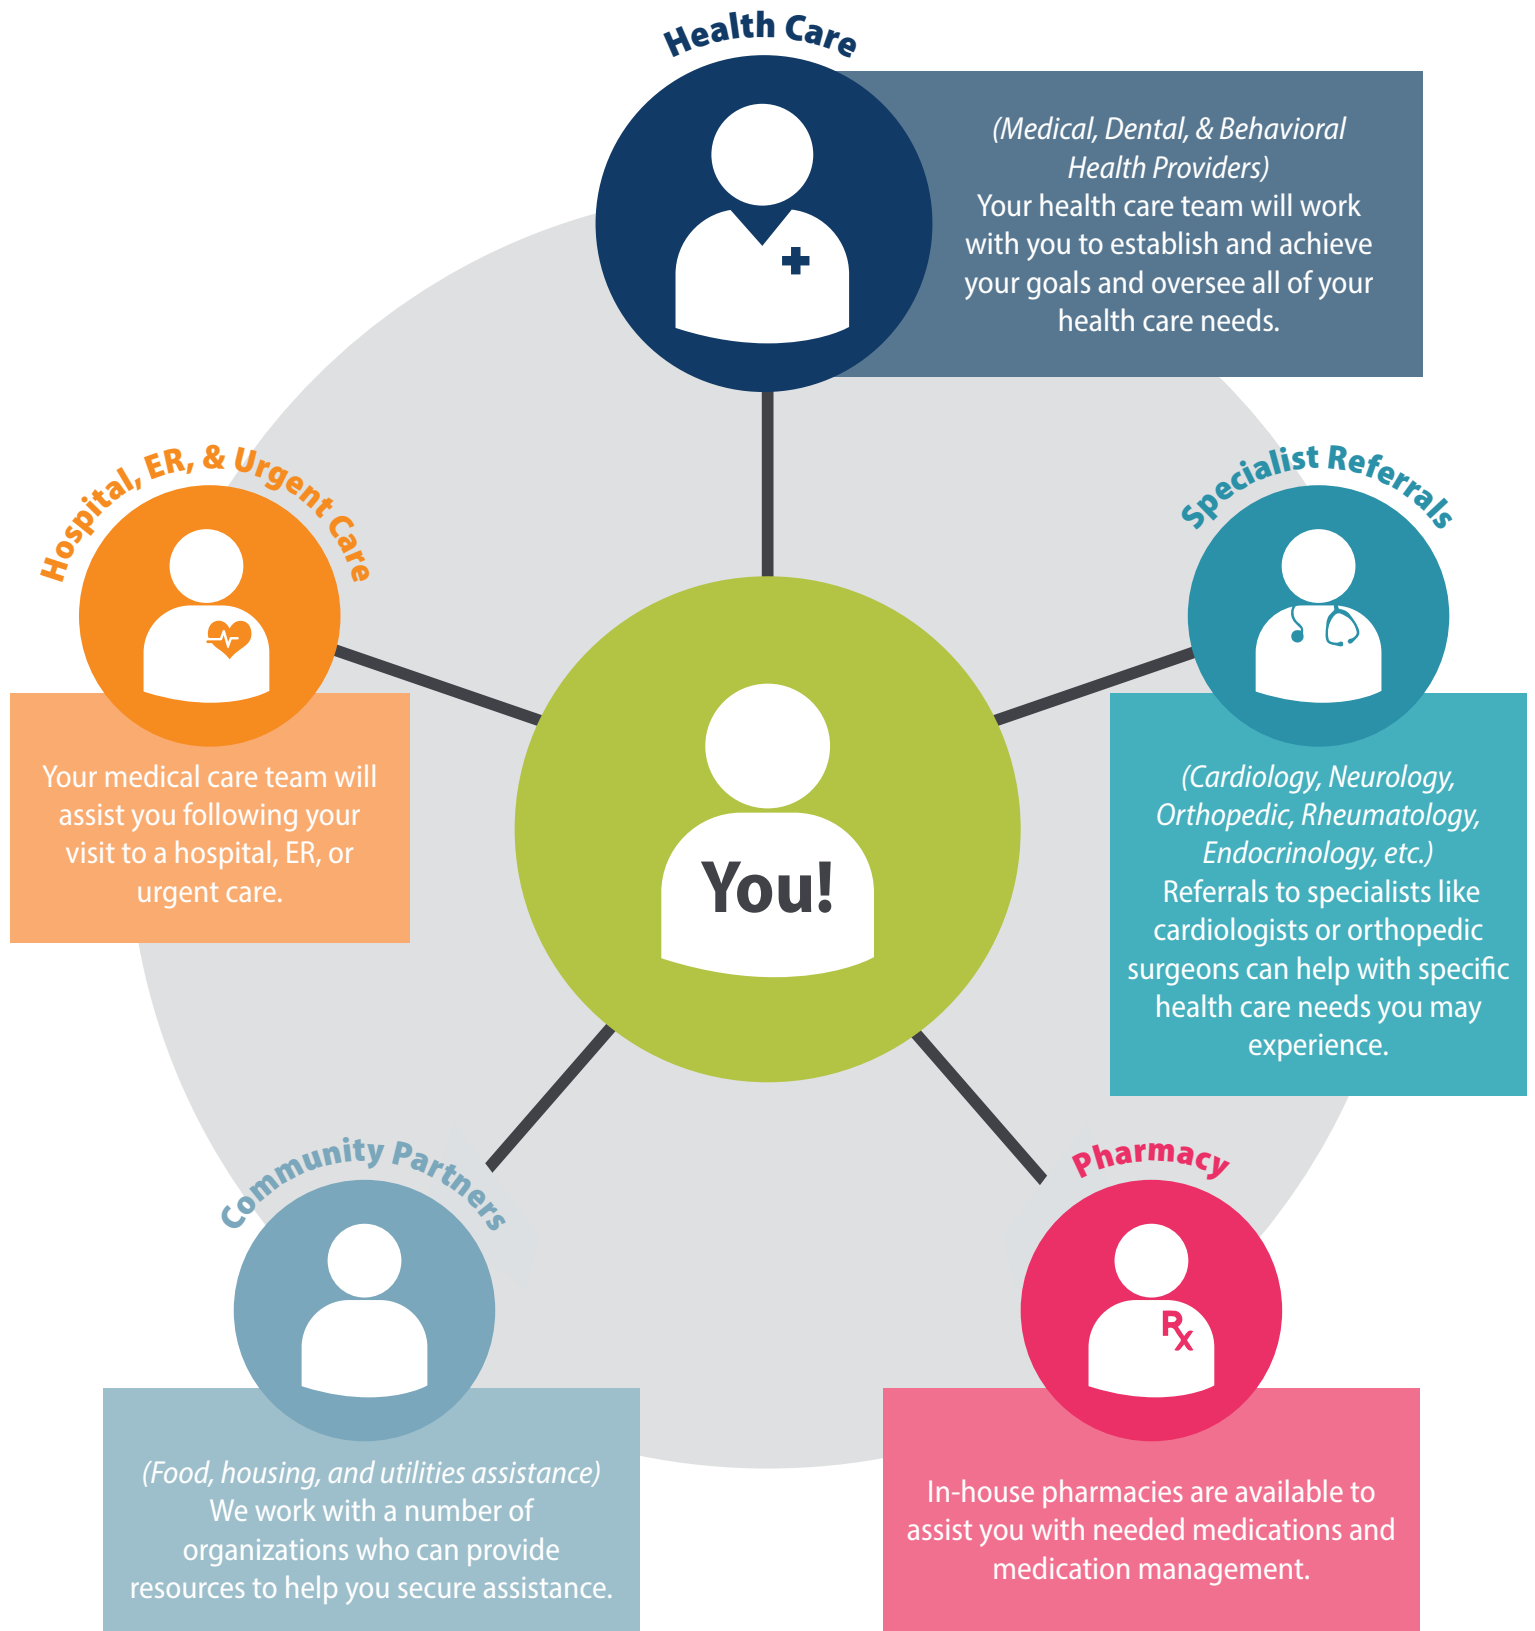 Health Care
(Medical, Dental, & Behavioral
Health Providers)
Your health care team will work
with you to establish and achieve
your goals and oversee all of your
health care needs.
Hospital, ER, & Urgent Care
Your medical care team will
assist you following your
visit to a hospital, ER, or
urgent care.
Specialist Referrals
(Cardiology, Neurology,
Orthopedic, Rheumatology,
Endocrinology, etc.)
Referrals to specialists like
cardiologists or orthopedic
surgeons can help with specific
health care needs you may
experience.
You!
Community Partners
(Food, housing, and utilities assistance)
We work with a number of
organizations who can provide
resources to help you secure assistance.
Pharmacy
Rx
In-house pharmacies are available to
assist you with needed medications and
medication management.